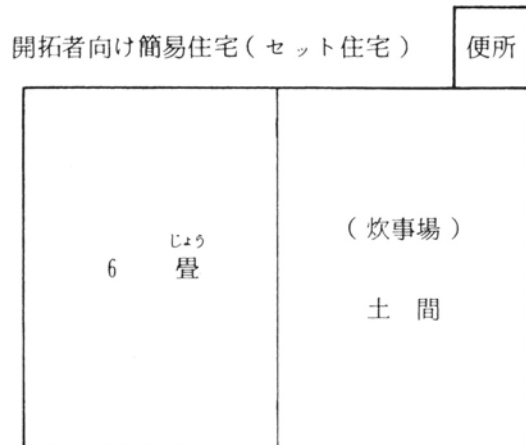 開拓者向け簡易住宅(セット住宅)
便所
じょう
6 畳
(炊事場)
土間